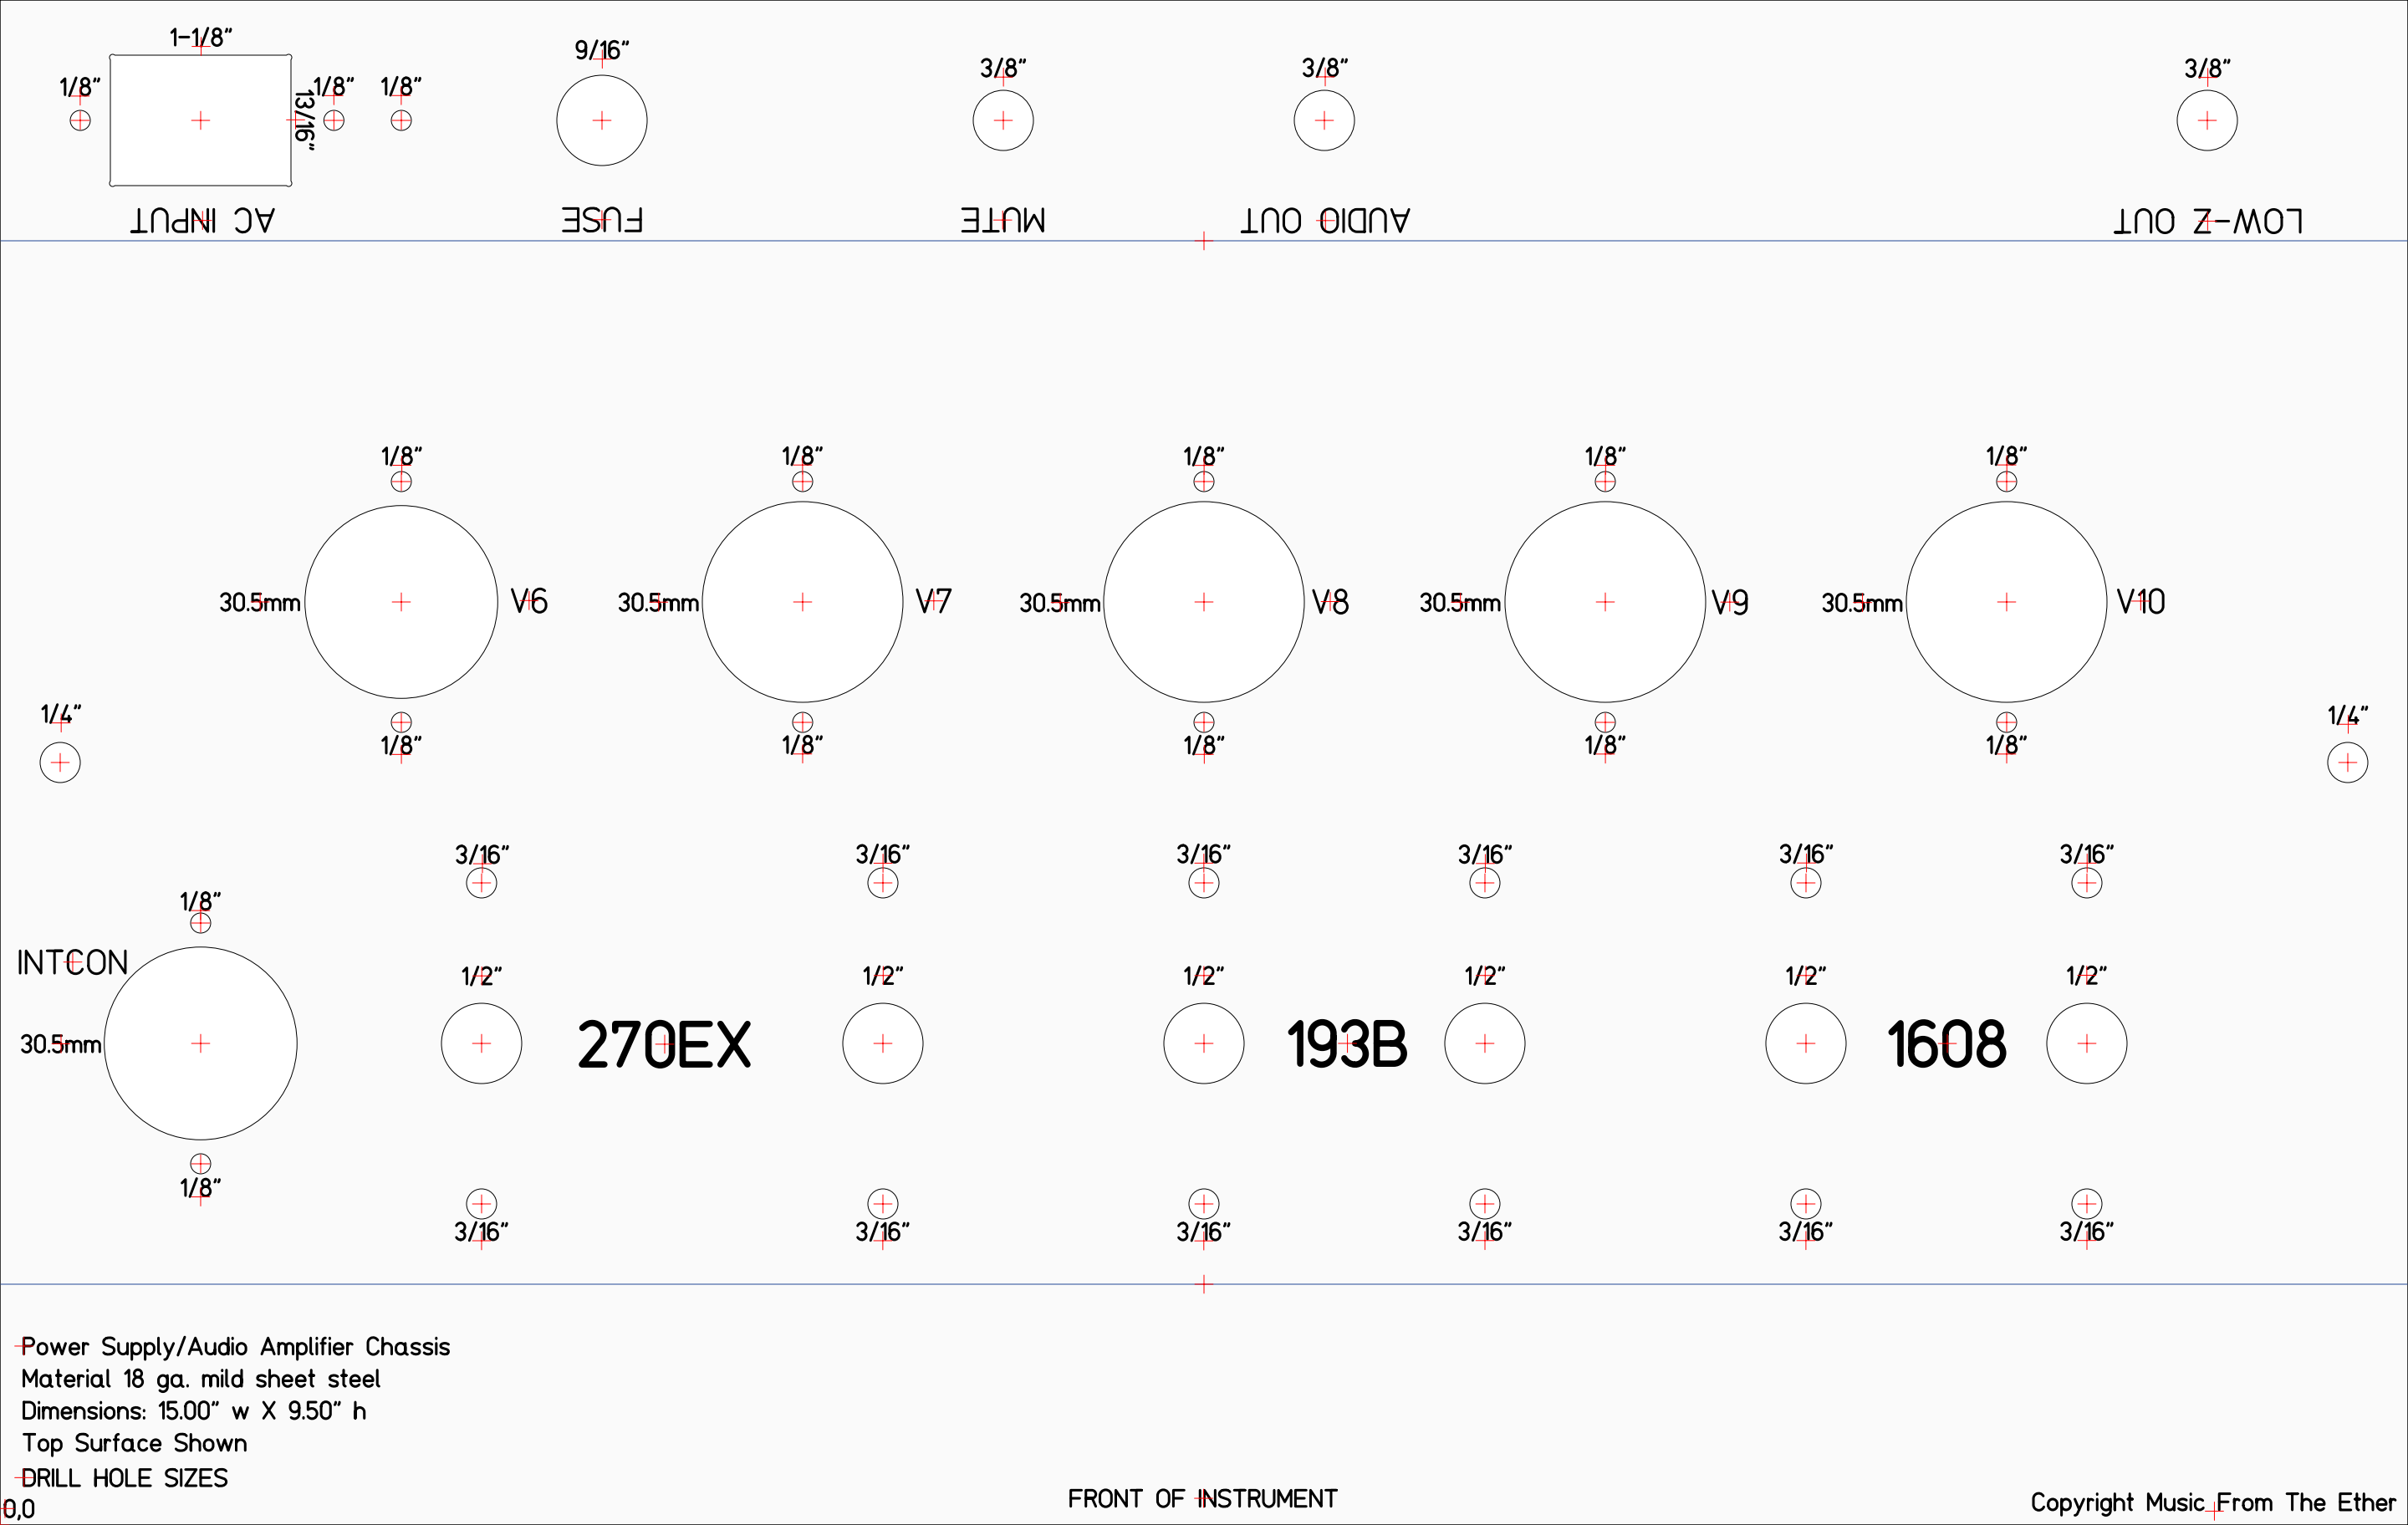 1-1/8"
9/16"
3/8"
3/8"
3/8"
1/8"
1/8"
1/8"
13/16"
AC INPUT
FUSE
MUTE
AUDIO OUT
LOW-Z OUT
1/8"
1/8"
1/8"
1/8"
1/8"
30.5mm
V6
30.5mm
V7
30.5mm
V8
30.5mm
V9
30.5mm
V10
1/4"
1/4"
1/8"
1/8"
1/8"
1/8"
1/8"
3/16"
3/16"
3/16"
3/16"
3/16"
3/16"
1/8"
INTCON
1/2"
1/2"
1/2"
1/2"
1/2"
1/2"
30.5mm
270EX
193B
1608
1/8"
3/16"
3/16"
3/16"
3/16"
3/16"
3/16"
Power Supply/Audio Amplifier Chassis
Material 18 ga. mild sheet steel
Dimensions: 15.00" w X 9.50" h
Top Surface Shown
DRILL HOLE SIZES
0,0
FRONT OF INSTRUMENT
Copyright Music From The Ether